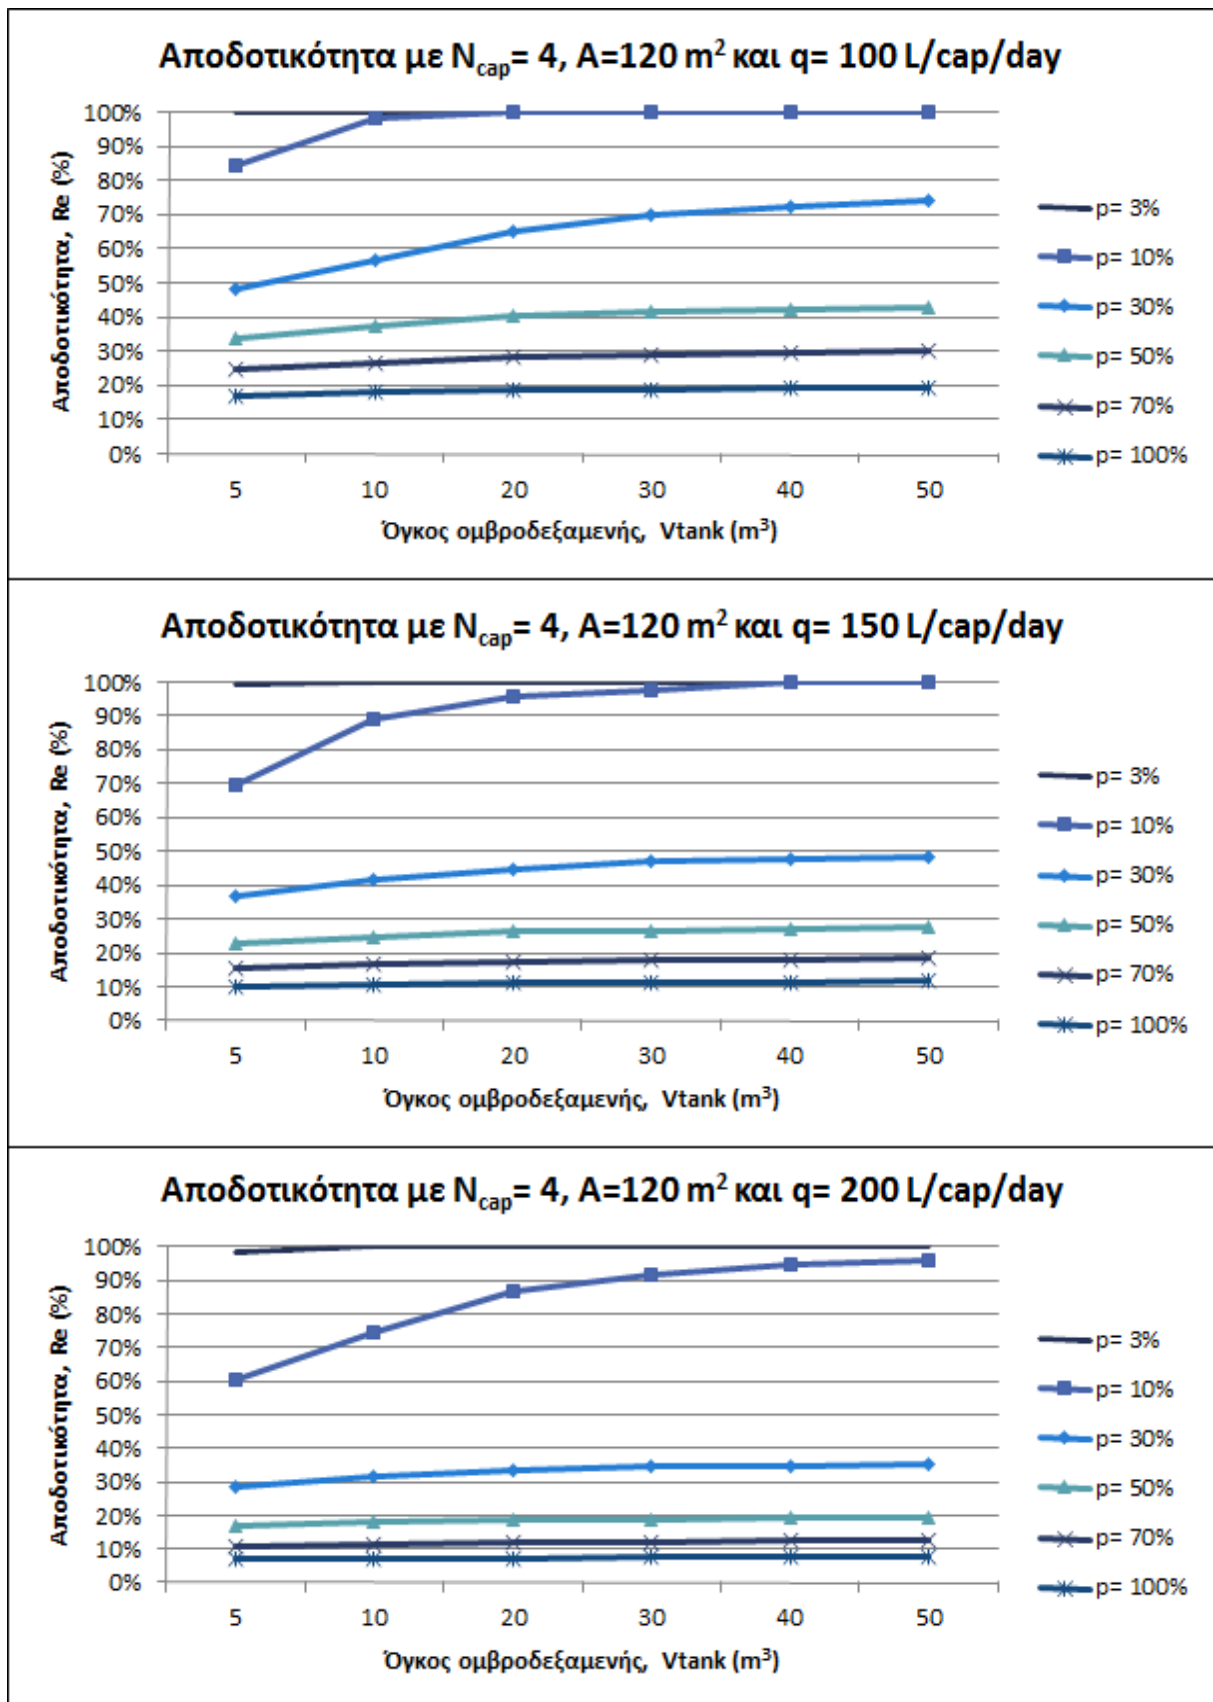 Αποδοτικότητα με Ncap= 4, A=120 m² και q= 100 L/cap/day
100%
90%
80%
70%
60%
50%
40%
30%
20%
10%
0%
Αποδοτικότητα, Re (%)
5 10 20 30 40 50
Όγκος ομβροδεξαμενής, Vtank (m³)
p= 3%
p= 10%
p= 30%
p= 50%
p= 70%
p= 100%
Αποδοτικότητα με Ncap= 4, A=120 m² και q= 150 L/cap/day
100%
90%
80%
70%
60%
50%
40%
30%
20%
10%
0%
Αποδοτικότητα, Re (%)
5 10 20 30 40 50
Όγκος ομβροδεξαμενής, Vtank (m³)
p= 3%
p= 10%
p= 30%
p= 50%
p= 70%
p= 100%
Αποδοτικότητα με Ncap= 4, A=120 m² και q= 200 L/cap/day
100%
90%
80%
70%
60%
50%
40%
30%
20%
10%
0%
Αποδοτικότητα, Re (%)
5 10 20 30 40 50
Όγκος ομβροδεξαμενής, Vtank (m³)
p= 3%
p= 10%
p= 30%
p= 50%
p= 70%
p= 100%